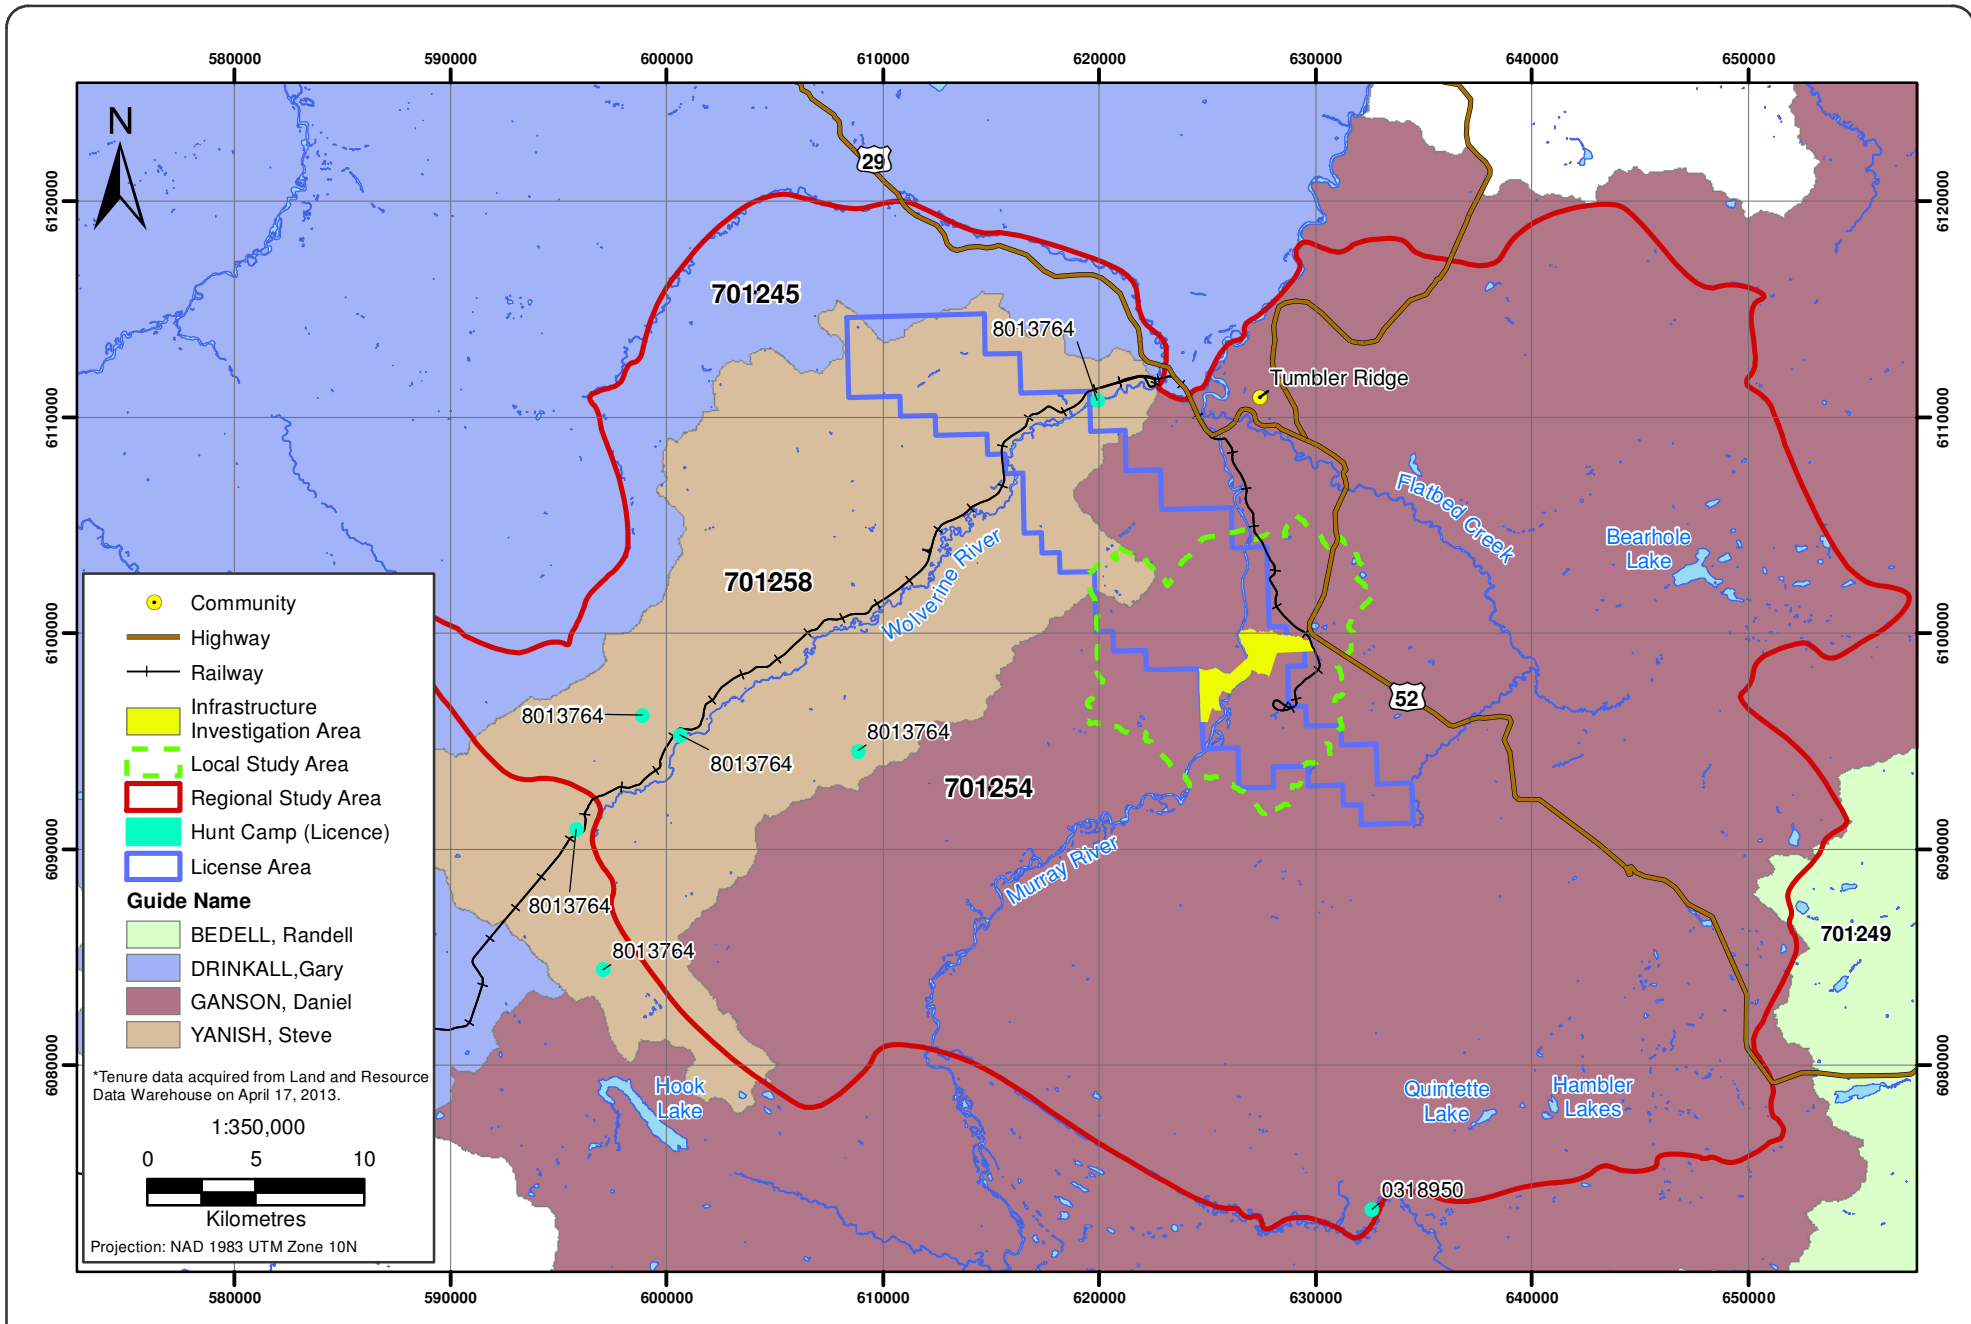 580000
590000
600000
610000
620000
630000
640000
650000
N
6120000
6110000
6100000
6090000
6080000
6120000
6110000
6100000
6090000
6080000
29
701245
8013764
Tumbler Ridge
Flatbed Creek
Bearhole
Lake
Wolverine River
701258
52
8013764
8013764
8013764
701254
Murray River
8013764
8013764
701249
Hook
Lake
Quintette
Lake
Hambler
Lakes
0318950
Community
Highway
Railway
Infrastructure
Investigation Area
Local Study Area
Regional Study Area
Hunt Camp (Licence)
License Area
Guide Name
BEDELL, Randell
DRINKALL,Gary
GANSON, Daniel
YANISH, Steve
*Tenure data acquired from Land and Resource
Data Warehouse on April 17, 2013.
1:350,000
0 5 10
Kilometres
Projection: NAD 1983 UTM Zone 10N
580000
590000
600000
610000
620000
630000
640000
650000